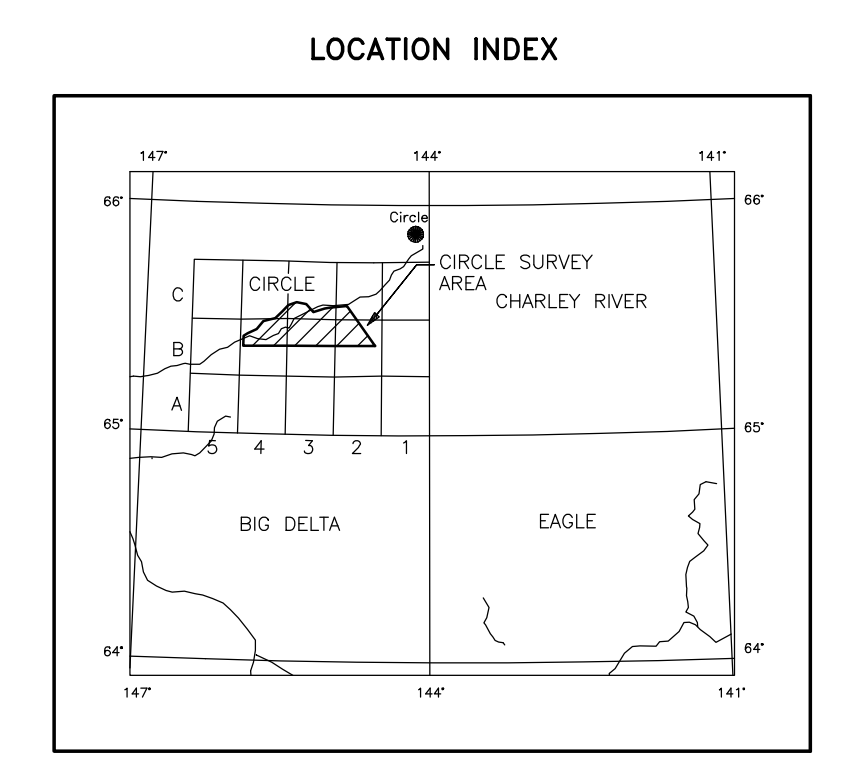 LOCATION INDEX
147° 144° 141°
66° 66°
Circle
CIRCLE SURVEY
AREA
CIRCLE
C
CHARLEY RIVER
B
A
65° 65°
5 4 3 2 1
BIG DELTA
EAGLE
64° 64°
147° 144° 141°